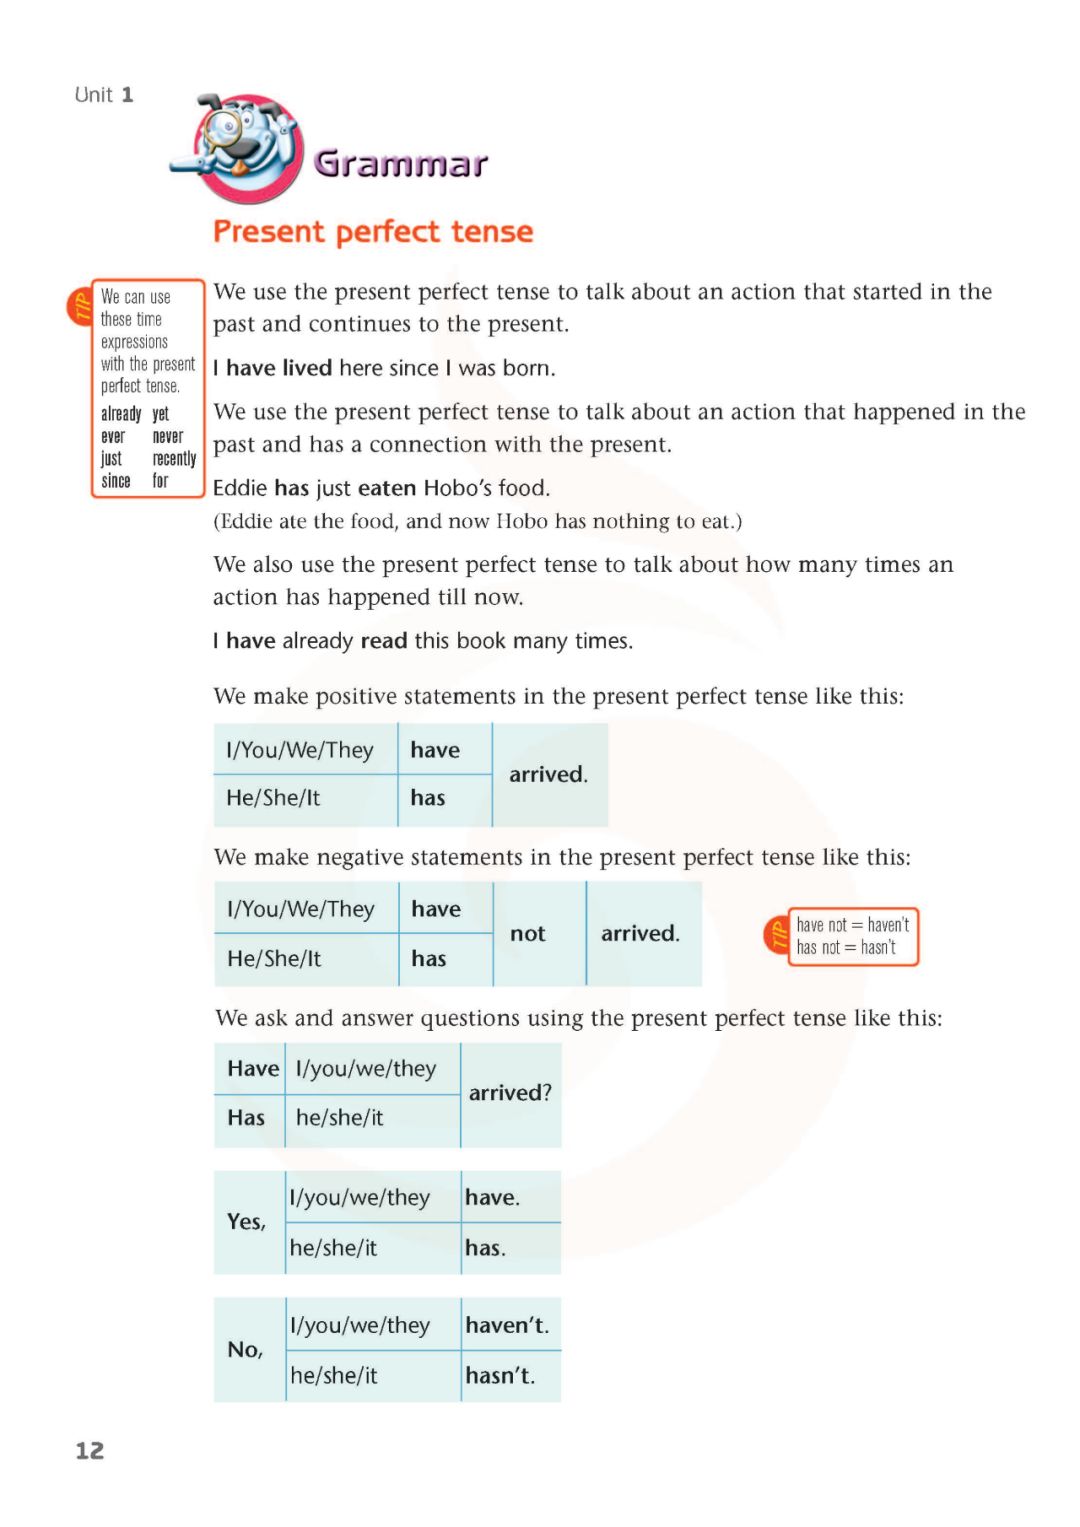 Unit 1
Grammar
Present perfect tense
TIP
We can use
these time
expressions
with the present
perfect tense.
already yet
ever never
just recently
since for
We use the present perfect tense to talk about an action that started in the
past and continues to the present.
I have lived here since I was born.
We use the present perfect tense to talk about an action that happened in the
past and has a connection with the present.
Eddie has just eaten Hobo's food.
(Eddie ate the food, and now Hobo has nothing to eat.)
We also use the present perfect tense to talk about how many times an
action has happened till now.
I have already read this book many times.
We make positive statements in the present perfect tense like this:
I/You/We/They have
arrived.
He/She/It has
We make negative statements in the present perfect tense like this:
I/You/We/They have
not arrived.
He/She/It has
TIP
have not = haven't
has not = hasn't
We ask and answer questions using the present perfect tense like this:
Have I/you/we/they
arrived?
Has he/she/it
I/you/we/they have.
Yes,
he/she/it has.
I/you/we/they haven't.
No,
he/she/it hasn't.
12